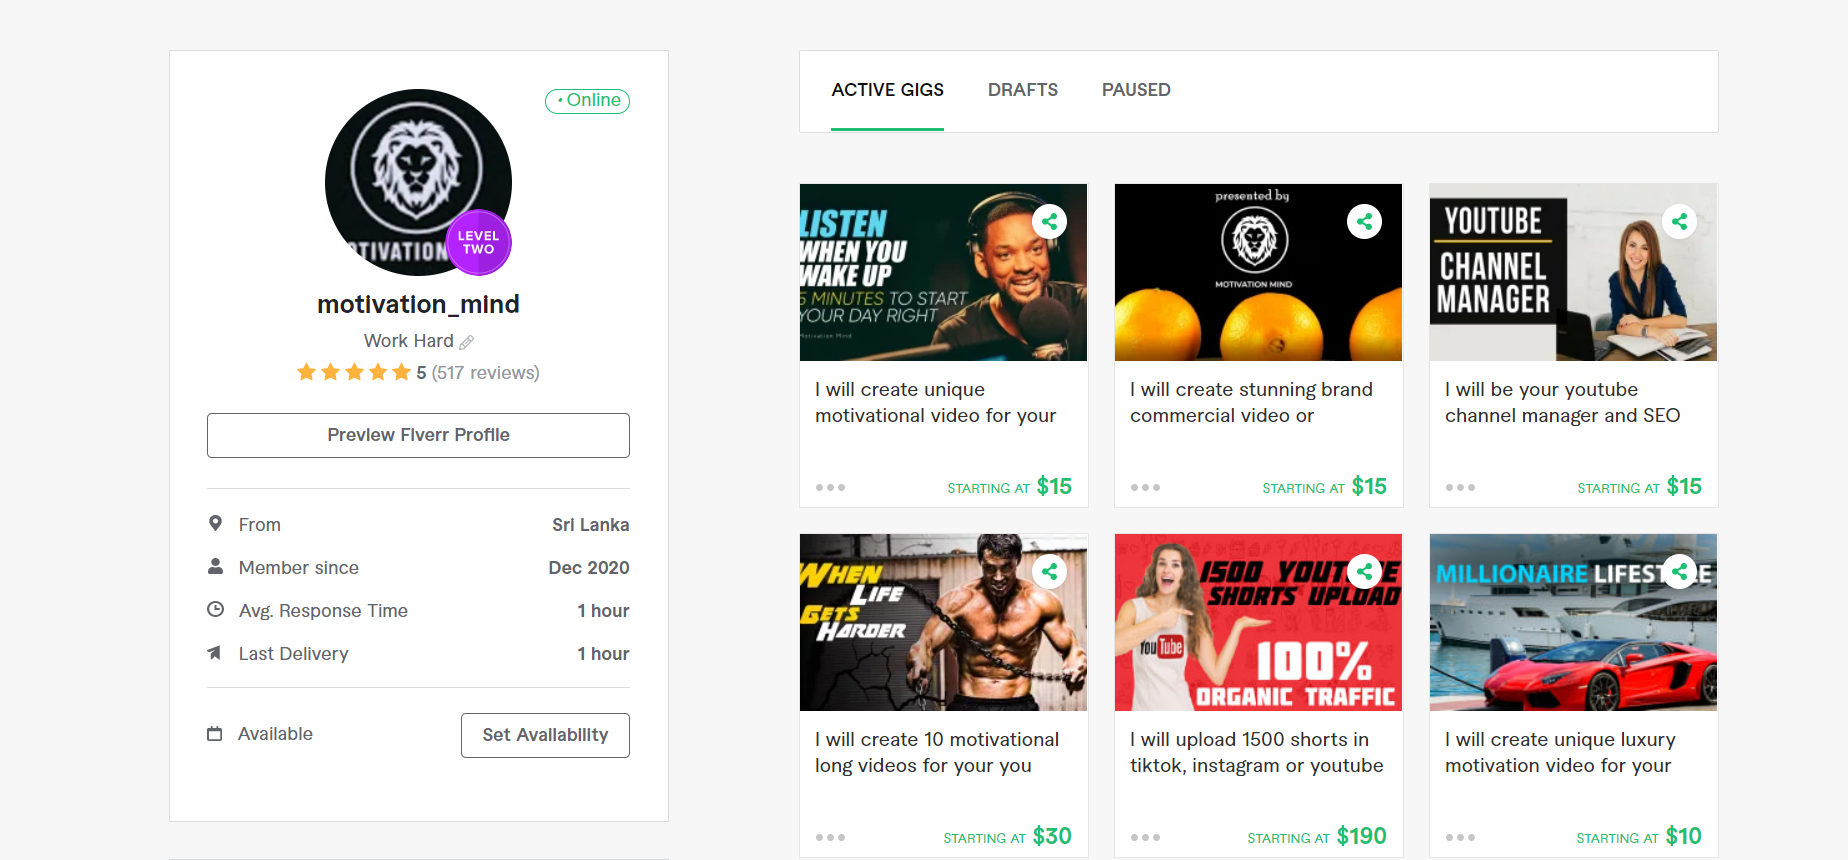 Online
OTIVATION
LEVEL
TWO
motivation_mind
Work Hard
5 (517 reviews)
Preview Fiverr Profile
From Sri Lanka
Member since Dec 2020
Avg. Response Time 1 hour
Last Delivery 1 hour
Available Set Availability
ACTIVE GIGS DRAFTS PAUSED
LISTEN
WHEN YOU
WAKE UP
5 MINUTES TO START
YOUR DAY RIGHT
Motivation Mind
I will create unique
motivational video for your
STARTING AT $15
presented by
MOTIVATION MIND
I will create stunning brand
commercial video or
STARTING AT $15
YOUTUBE
CHANNEL
MANAGER
I will be your youtube
channel manager and SEO
STARTING AT $15
WHEN
LIFE
GETS
HARDER
I will create 10 motivational
long videos for your you
STARTING AT $30
1500 YOUTUBE
SHORTS UPLOAD
YouTube
100%
ORGANIC TRAFFIC
I will upload 1500 shorts in
tiktok, instagram or youtube
STARTING AT $190
MILLIONAIRE LIFESTYLE
I will create unique luxury
motivation video for your
STARTING AT $10